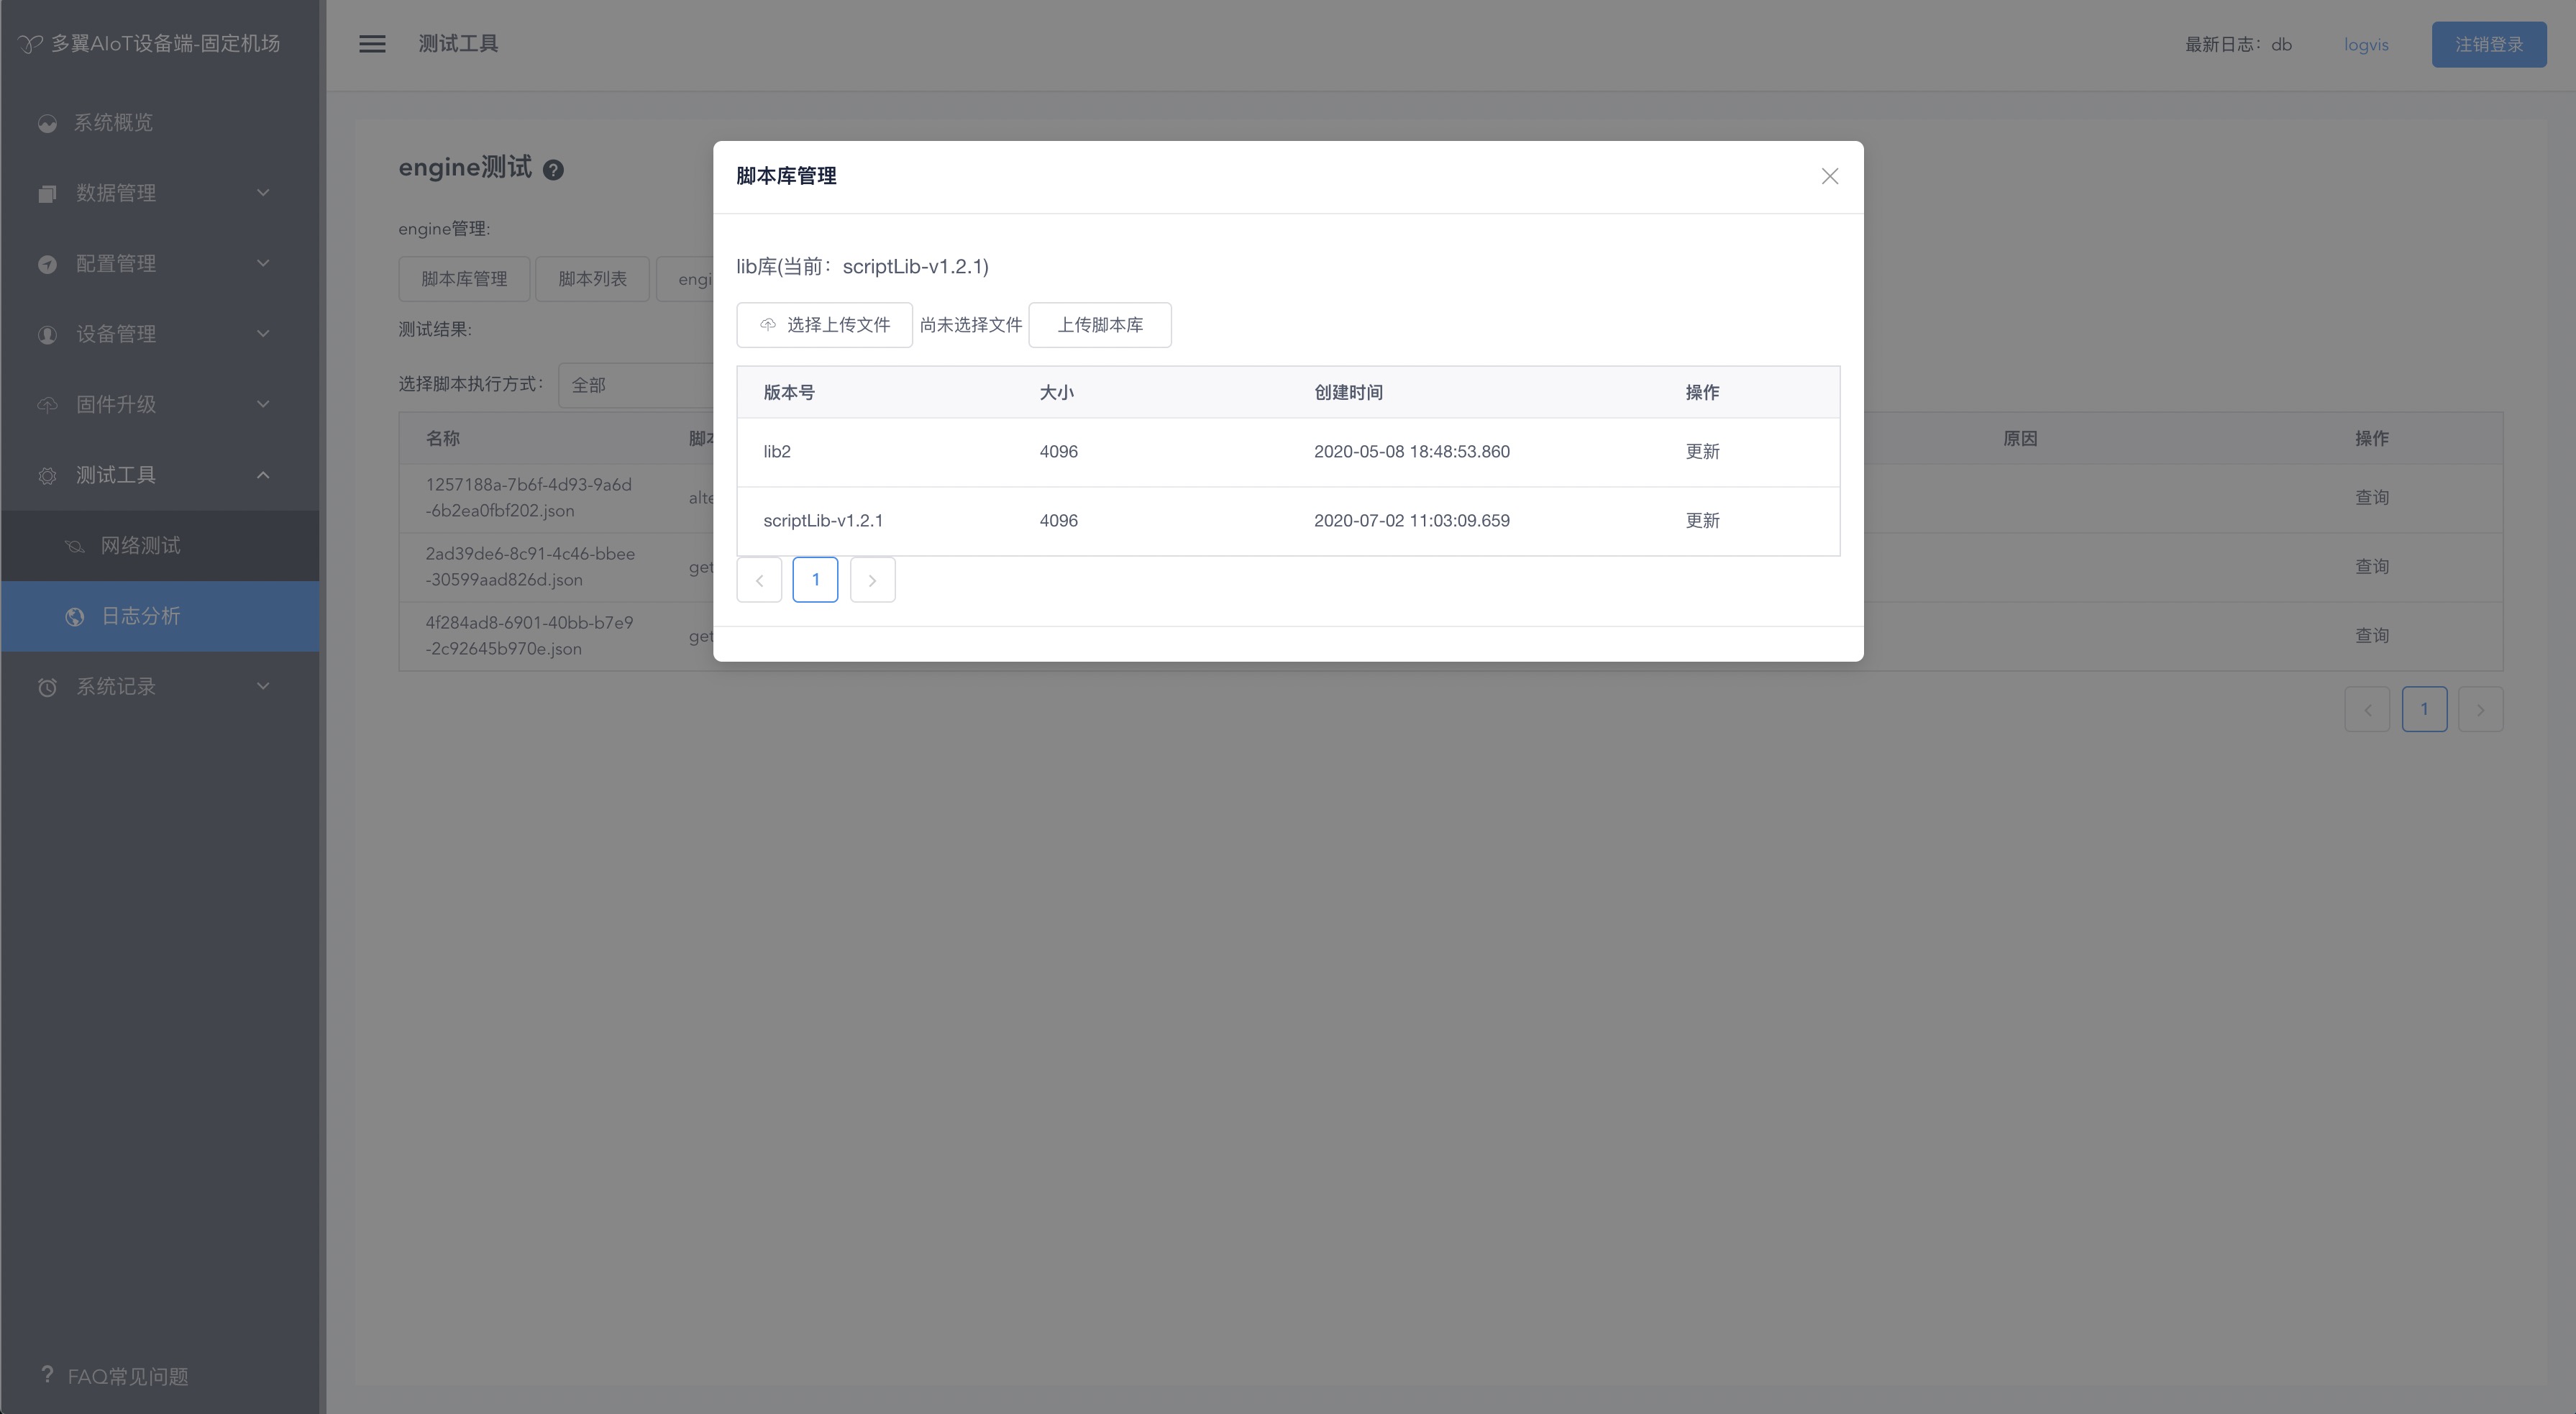 多翼AIoT设备端-固定机场
测试工具
最新日志：db
logvis
注销登录
系统概览
数据管理
配置管理
设备管理
固件升级
测试工具
网络测试
日志分析
系统记录
FAQ常见问题
engine测试
engine管理:
脚本库管理
脚本列表
测试结果:
选择脚本执行方式：
全部
名称
原因
操作
1257188a-7b6f-4d93-9a6d
-6b2ea0fbf202.json
查询
2ad39de6-8c91-4c46-bbee
-30599aad826d.json
get
查询
4f284ad8-6901-40bb-b7e9
-2c92645b970e.json
get
查询
1
脚本库管理
lib库(当前：scriptLib-v1.2.1)
选择上传文件 尚未选择文件 上传脚本库
版本号 大小 创建时间 操作
lib2 4096 2020-05-08 18:48:53.860 更新
scriptLib-v1.2.1 4096 2020-07-02 11:03:09.659 更新
1